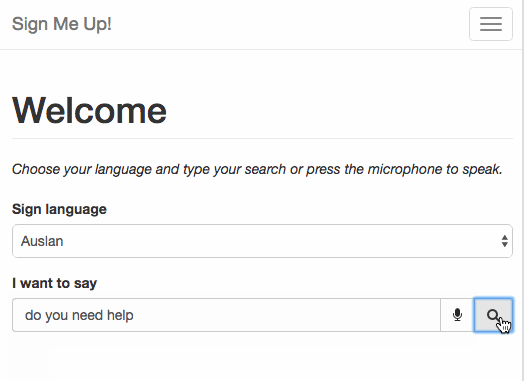 Sign Me Up!
Welcome
Choose your language and type your search or press the microphone to speak.
Sign language
Auslan
I want to say
do you need help